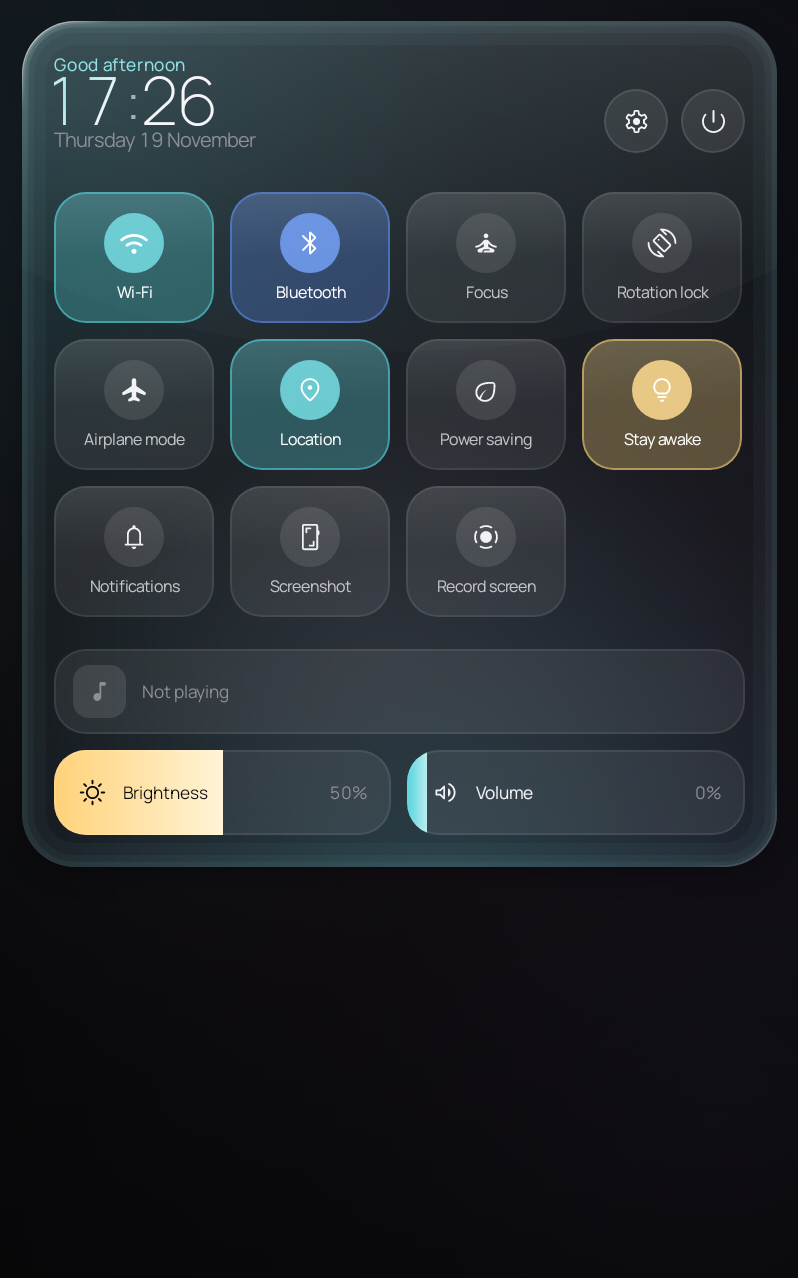 Good afternoon
17:26
Thursday 19 November
Wi-Fi
Bluetooth
Focus
Rotation lock
Airplane mode
Location
Power saving
Stay awake
Notifications
Screenshot
Record screen
Not playing
Brightness 50%
Volume 0%